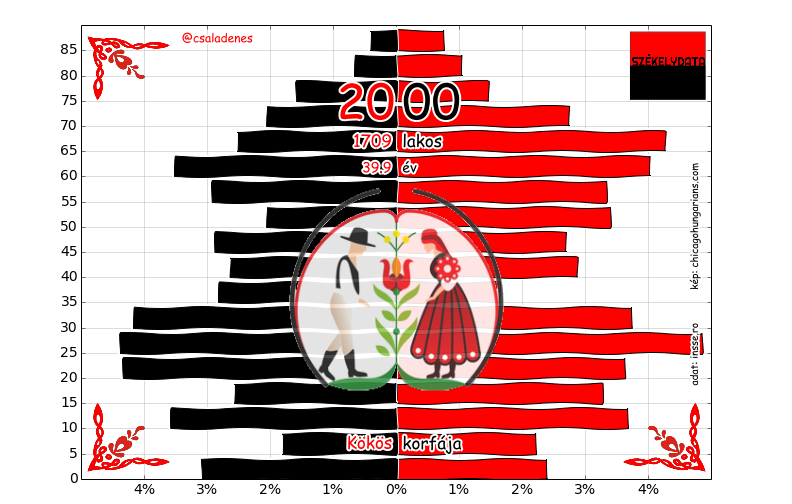 @csaladenes
SZÉKELYDATA
2000
1709 lakos
39.9 év
kép: chicagohungarians.com
adat: insse.ro
Kökös korfája
85
80
75
70
65
60
55
50
45
40
35
30
25
20
15
10
5
0
4% 3% 2% 1% 0% 1% 2% 3% 4%